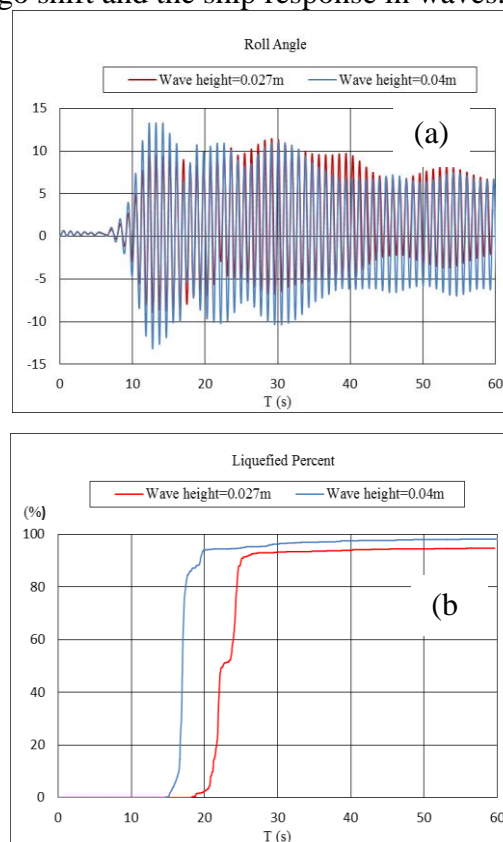 go shift and the ship response in waves.
Roll Angle
Wave height=0.027m Wave height=0.04m
(a)
15
10
5
0
-5
-10
-15
0 10 20 30 40 50 60
T (s)
Liquefied Percent
Wave height=0.027m Wave height=0.04m
(%)
100
80
60
40
20
0
(b
0 10 20 30 40 50 60
T (s)